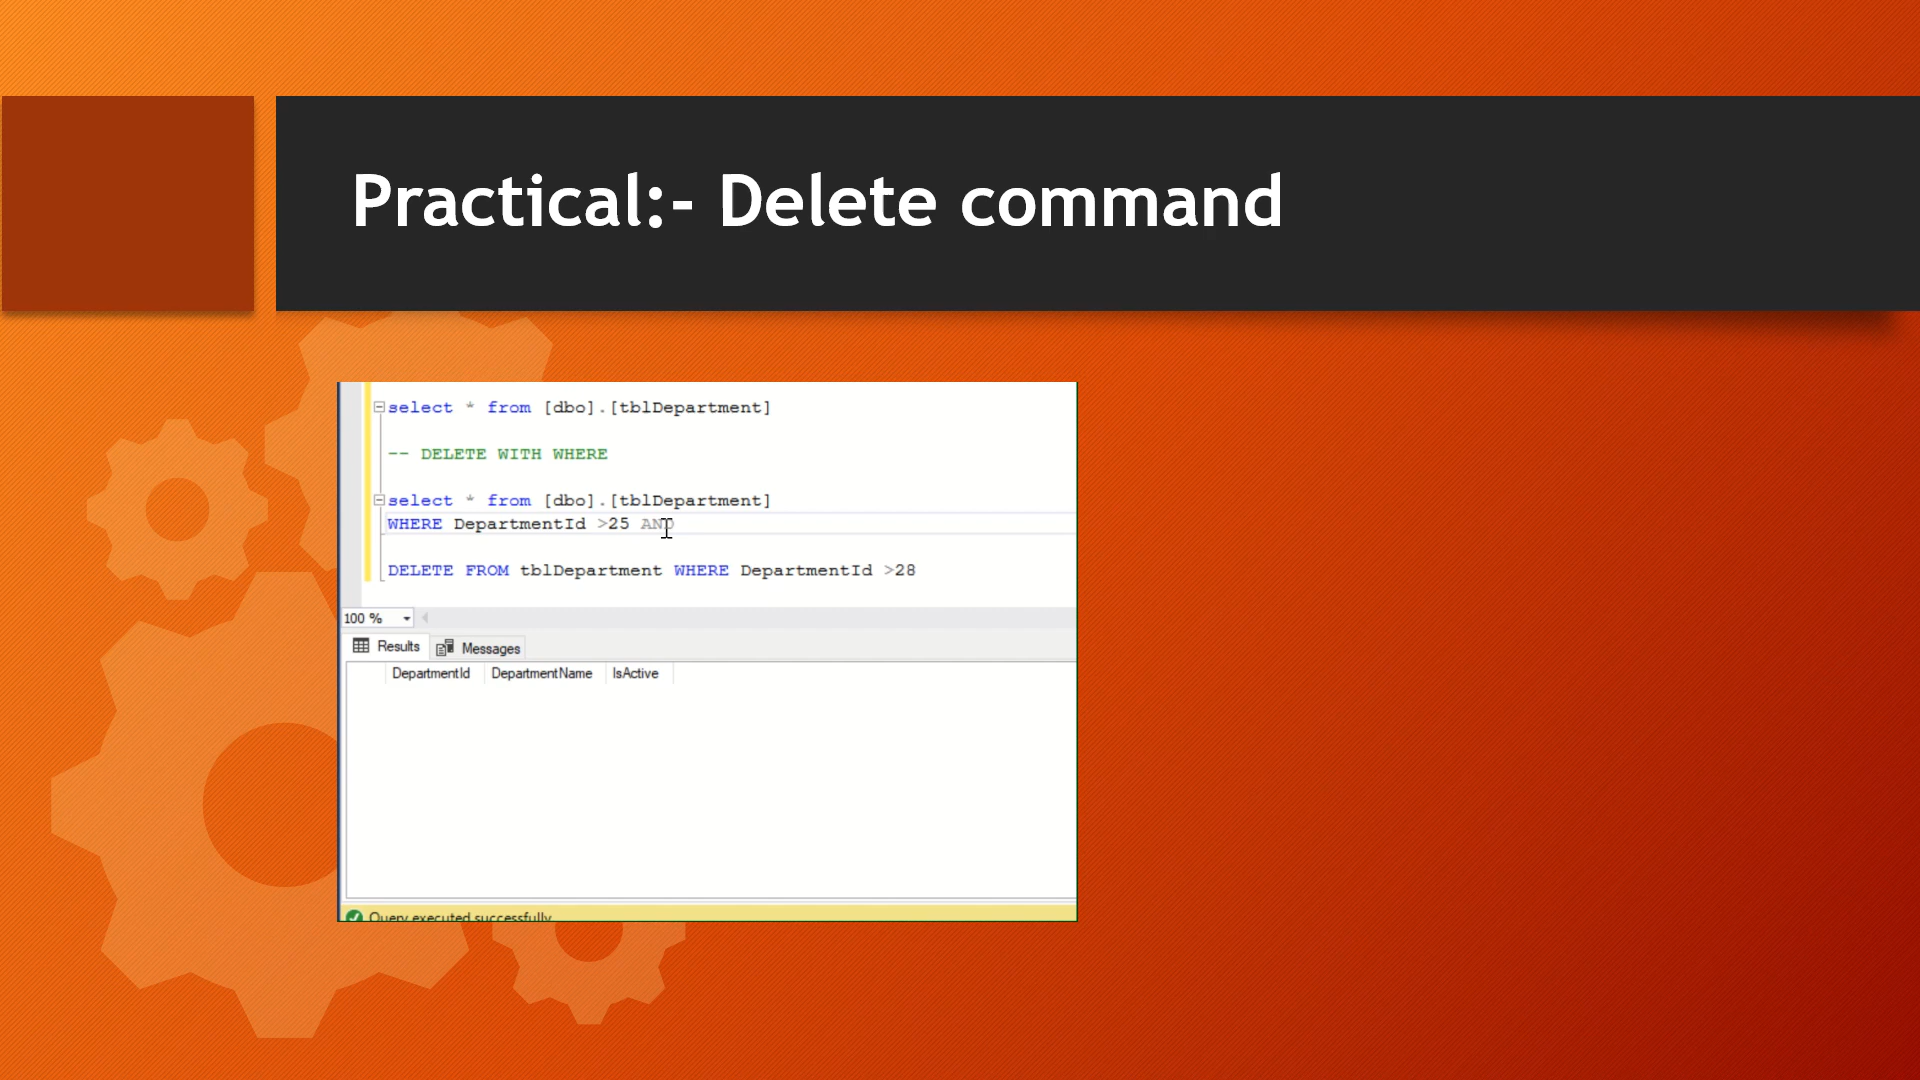 Practical:- Delete command
select * from [dbo].[tblDepartment]
-- DELETE WITH WHERE
select * from [dbo].[tblDepartment]
WHERE DepartmentId >25 AND
DELETE FROM tblDepartment WHERE DepartmentId >28
100 %
Results Messages
DepartmentId DepartmentName IsActive
Query executed successfully